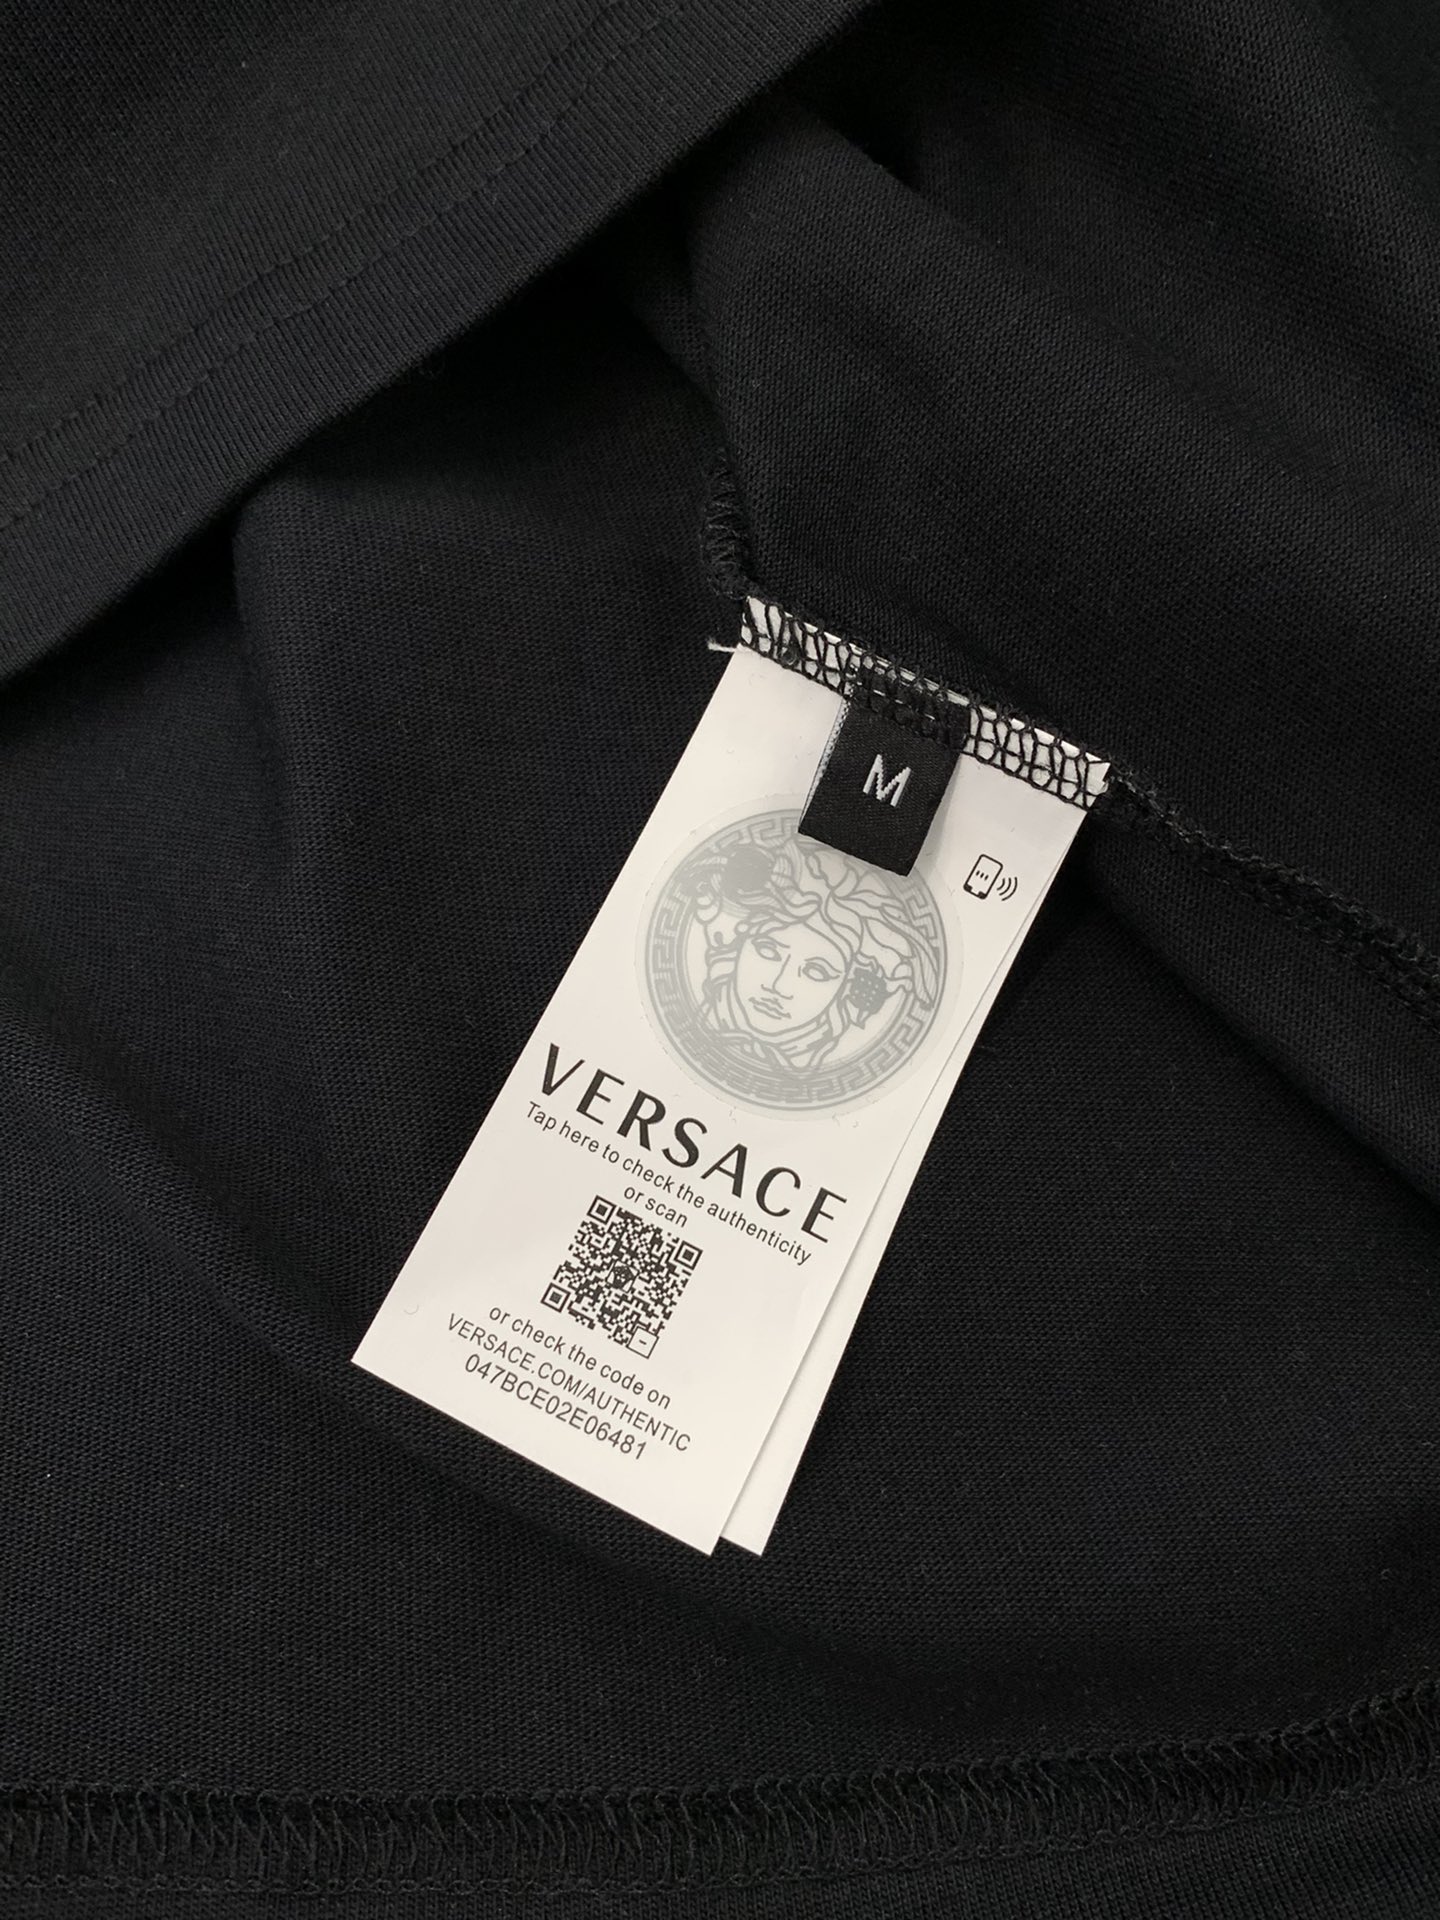 M
VERSACE
Tap here to check the authenticity
or scan
or check the code on
VERSACE.COM/AUTHENTIC
047BCE02E06481